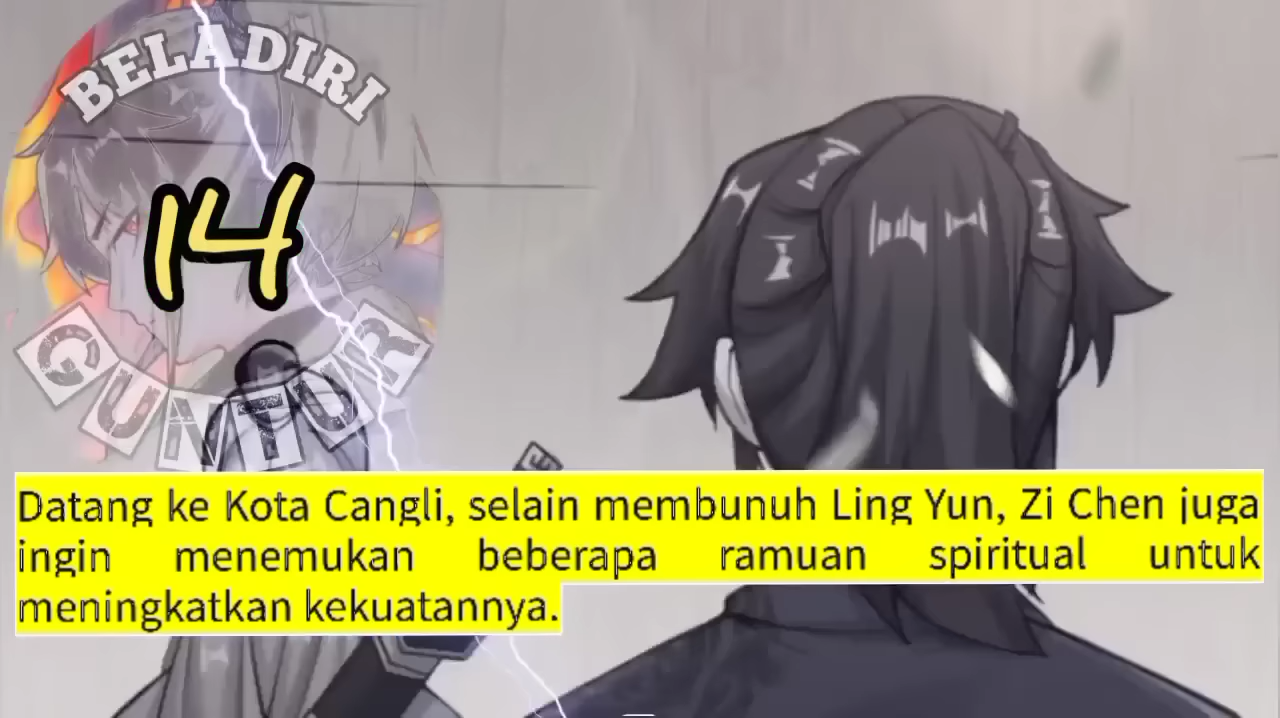 BELADIRI
14
GUNTUR
Datang ke Kota Cangli, selain membunuh Ling Yun, Zi Chen juga
ingin menemukan beberapa ramuan spiritual untuk
meningkatkan kekuatannya.